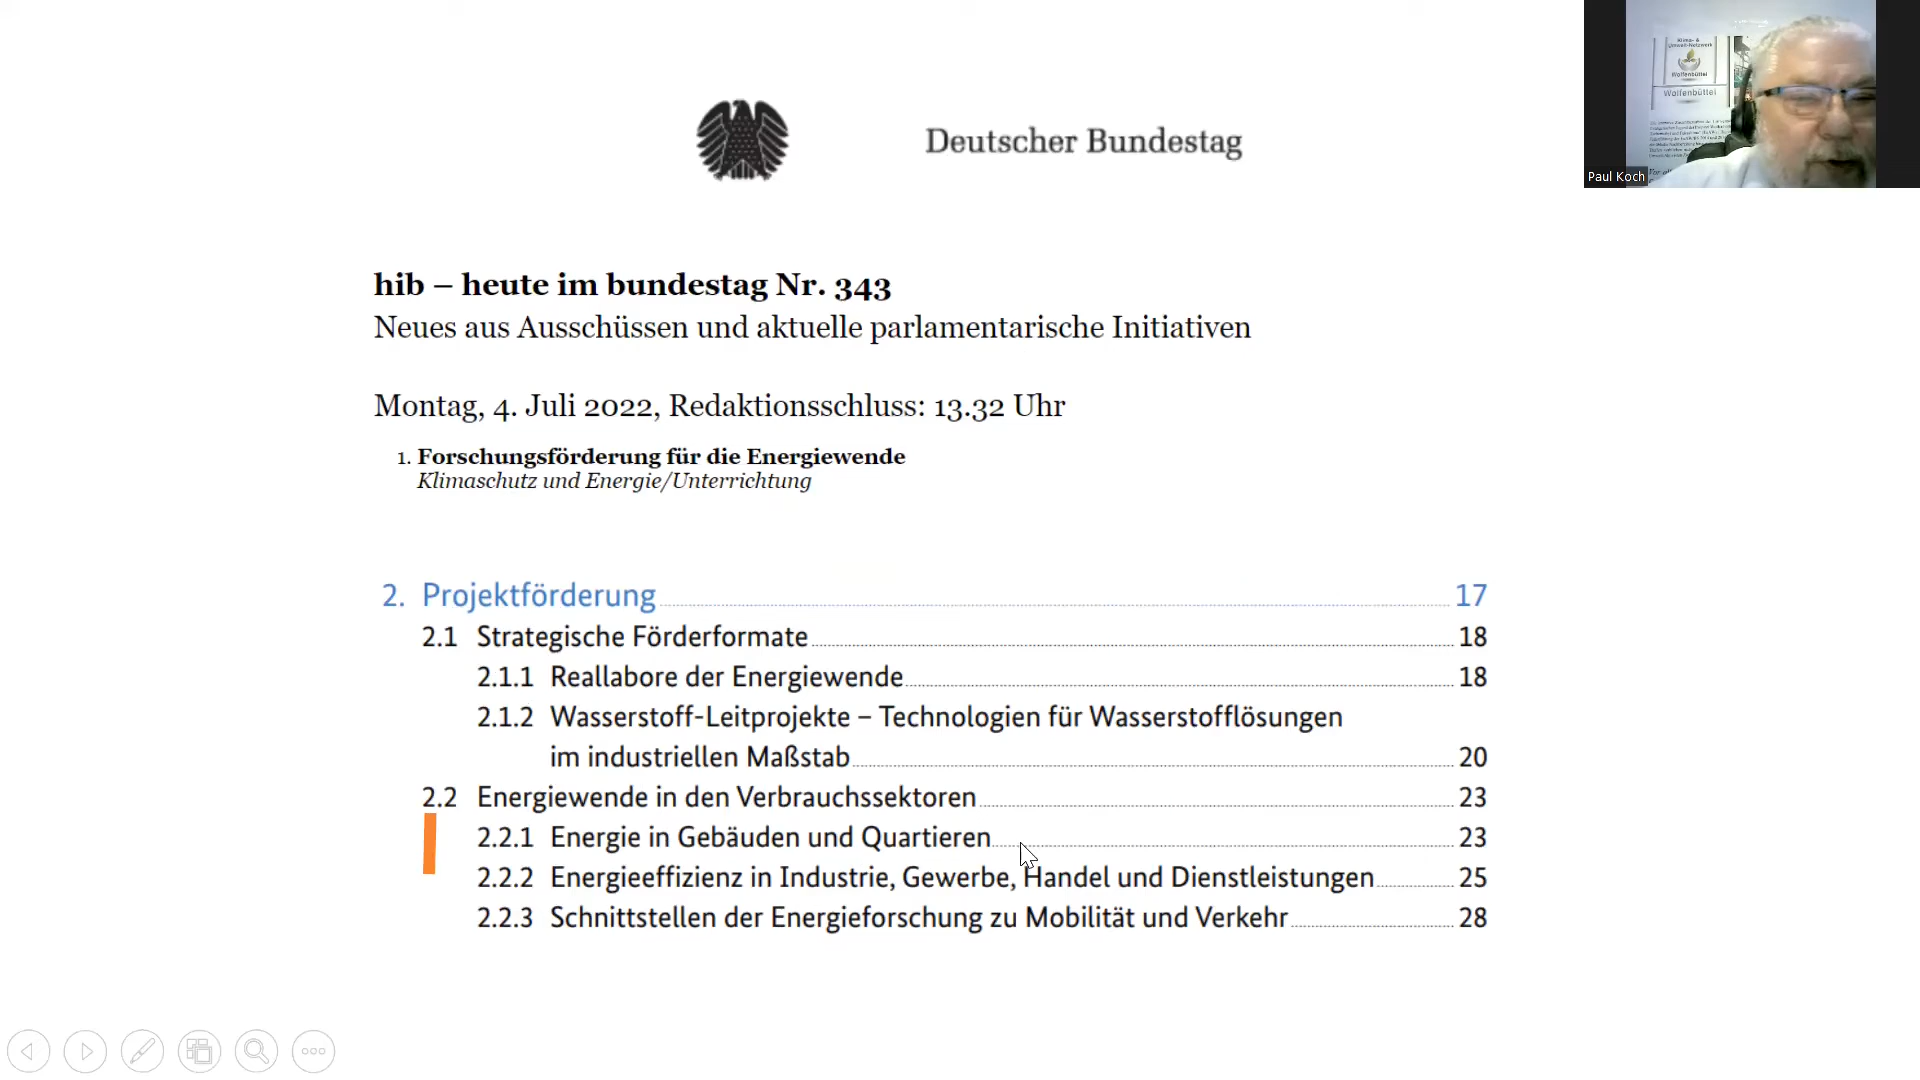 Deutscher Bundestag
Klima- &
Umwelt-Netzwerk
Wolfenbüttel
Wolfenbüttel
Paul Koch
hib – heute im bundestag Nr. 343
Neues aus Ausschüssen und aktuelle parlamentarische Initiativen
Montag, 4. Juli 2022, Redaktionsschluss: 13.32 Uhr
1. Forschungsförderung für die Energiewende
Klimaschutz und Energie/Unterrichtung
2. Projektförderung 17
2.1 Strategische Förderformate 18
2.1.1 Reallabore der Energiewende 18
2.1.2 Wasserstoff-Leitprojekte – Technologien für Wasserstofflösungen
im industriellen Maßstab 20
2.2 Energiewende in den Verbrauchssektoren 23
2.2.1 Energie in Gebäuden und Quartieren 23
2.2.2 Energieeffizienz in Industrie, Gewerbe, Handel und Dienstleistungen 25
2.2.3 Schnittstellen der Energieforschung zu Mobilität und Verkehr 28